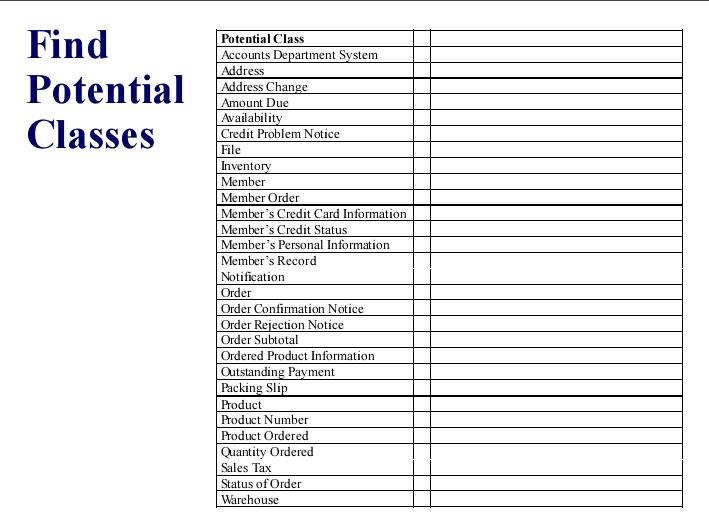 Find
Potential
Classes
Potential Class
Accounts Department System
Address
Address Change
Amount Due
Availability
Credit Problem Notice
File
Inventory
Member
Member Order
Member’s Credit Card Information
Member’s Credit Status
Member’s Personal Information
Member’s Record
Notification
Order
Order Confirmation Notice
Order Rejection Notice
Order Subtotal
Ordered Product Information
Outstanding Payment
Packing Slip
Product
Product Number
Product Ordered
Quantity Ordered
Sales Tax
Status of Order
Warehouse